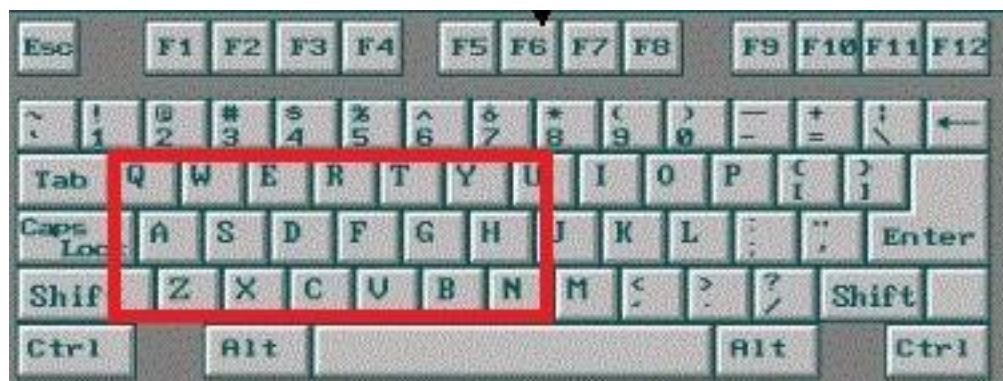 Esc F1 F2 F3 F4 F5 F6 F7 F8 F9 F10 F11 F12
~ ! @ # $ % ^ & * ( ) — + ¦
` 1 2 3 4 5 6 7 8 9 0 - = \ ←
Tab Q W E R T Y U I O P { }
[ ]
Caps Lock A S D F G H J K L : "
; ' Enter
Shif Z X C V B N M < > ? Shift
, . /
Ctrl Alt Alt Ctrl